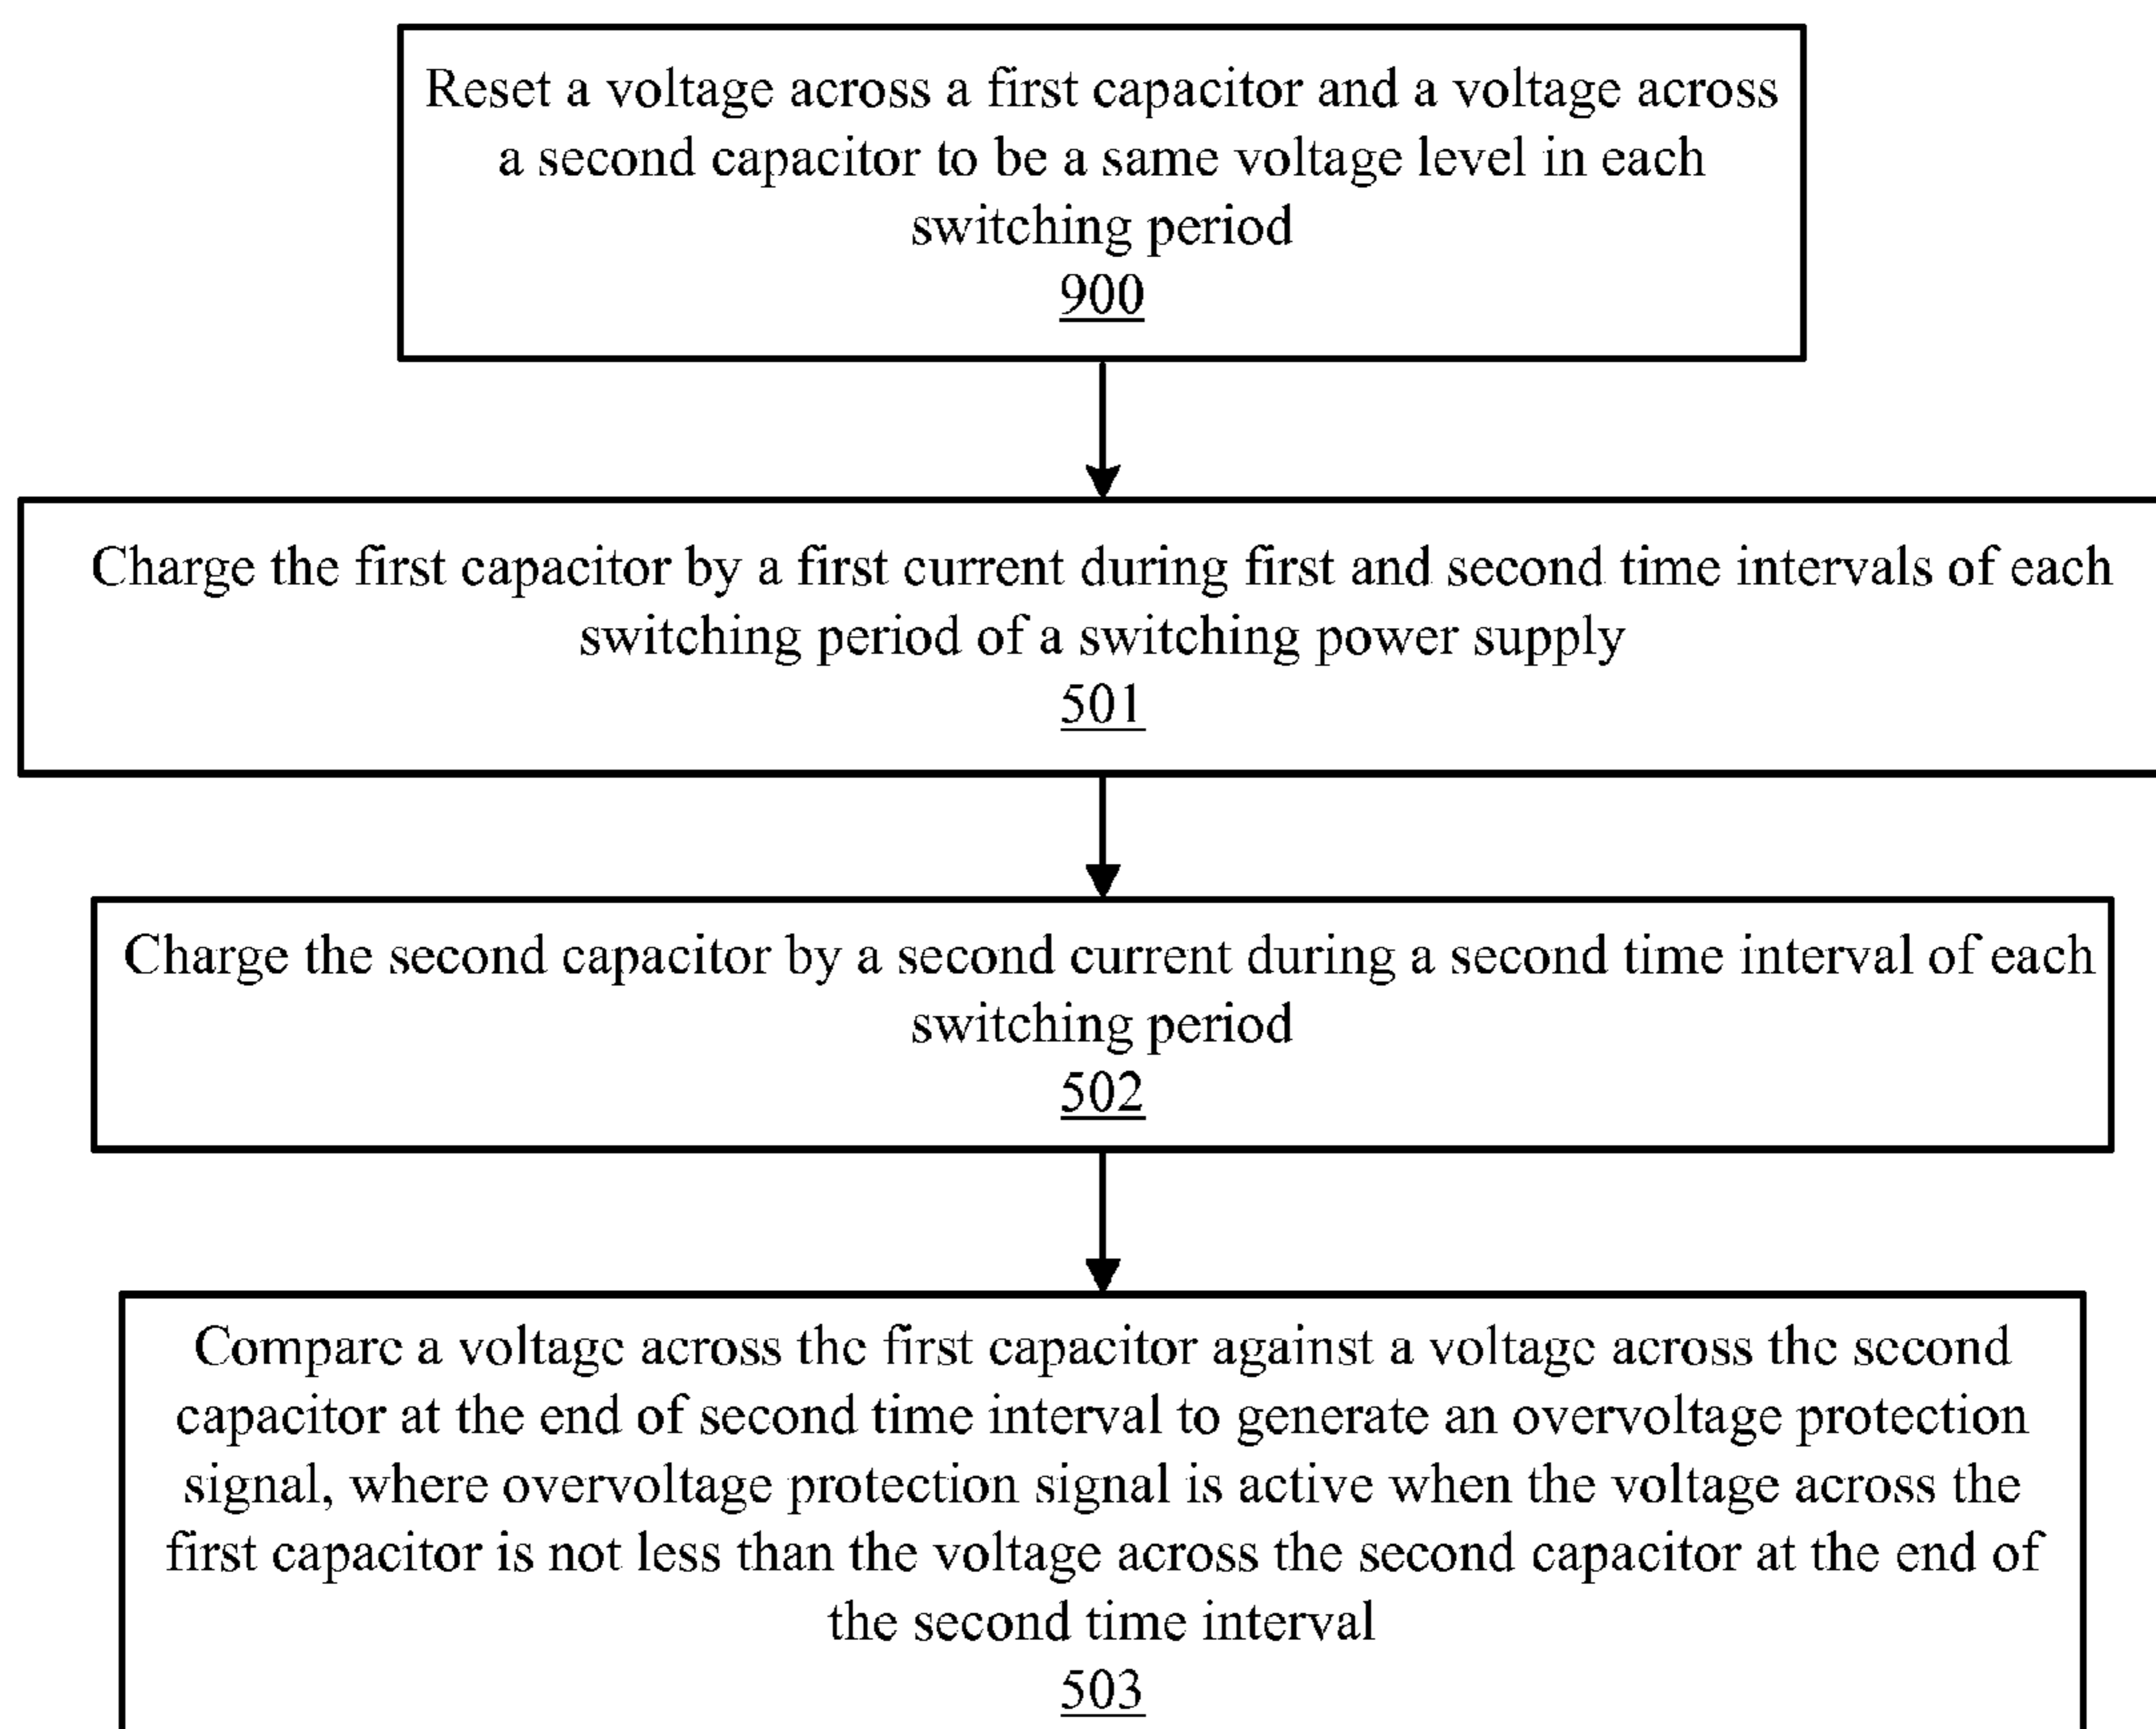 Reset a voltage across a first capacitor and a voltage across
a second capacitor to be a same voltage level in each
switching period
900
Charge the first capacitor by a first current during first and second time intervals of each
switching period of a switching power supply
501
Charge the second capacitor by a second current during a second time interval of each
switching period
502
Compare a voltage across the first capacitor against a voltage across the second
capacitor at the end of second time interval to generate an overvoltage protection
signal, where overvoltage protection signal is active when the voltage across the
first capacitor is not less than the voltage across the second capacitor at the end of
the second time interval
503